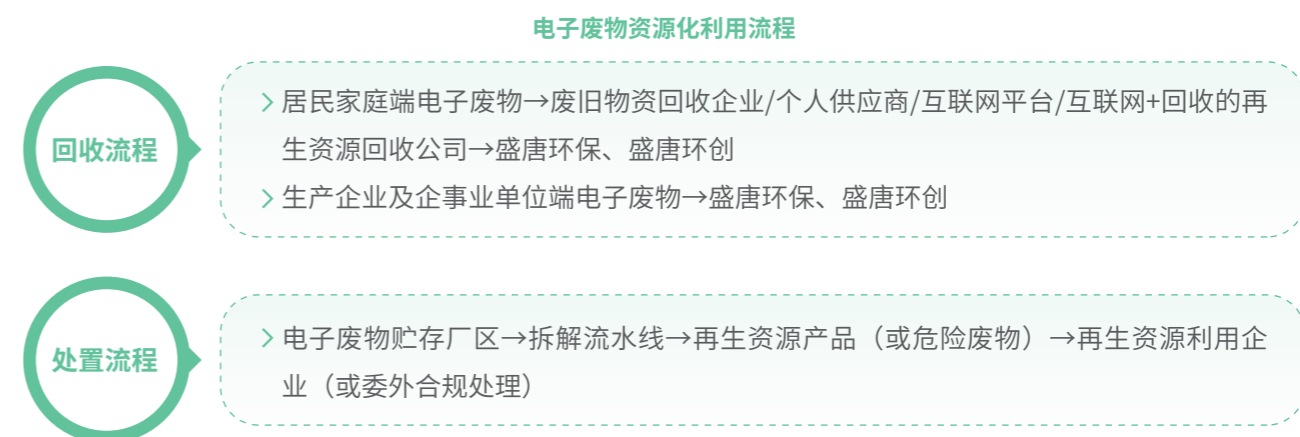 电子废物资源化利用流程
回收流程
居民家庭端电子废物→废旧物资回收企业/个人供应商/互联网平台/互联网+回收的再
生资源回收公司→盛唐环保、盛唐环创
生产企业及企事业单位端电子废物→盛唐环保、盛唐环创
处置流程
电子废物贮存厂区→拆解流水线→再生资源产品（或危险废物）→再生资源利用企
业（或委外合规处理）